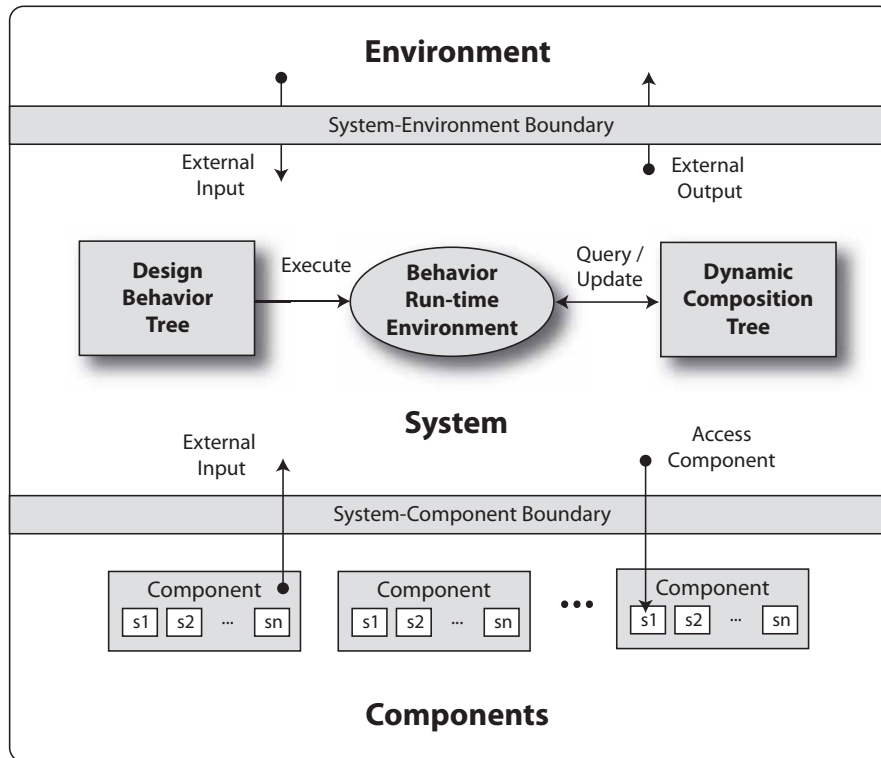 Environment
System-Environment Boundary
External
Input
External
Output
Design
Behavior
Tree
Execute
Behavior
Run-time
Environment
Query /
Update
Dynamic
Composition
Tree
System
External
Input
Access
Component
System-Component Boundary
Component
s1 s2 ... sn
Component
s1 s2 ... sn
•••
Component
s1 s2 ... sn
Components